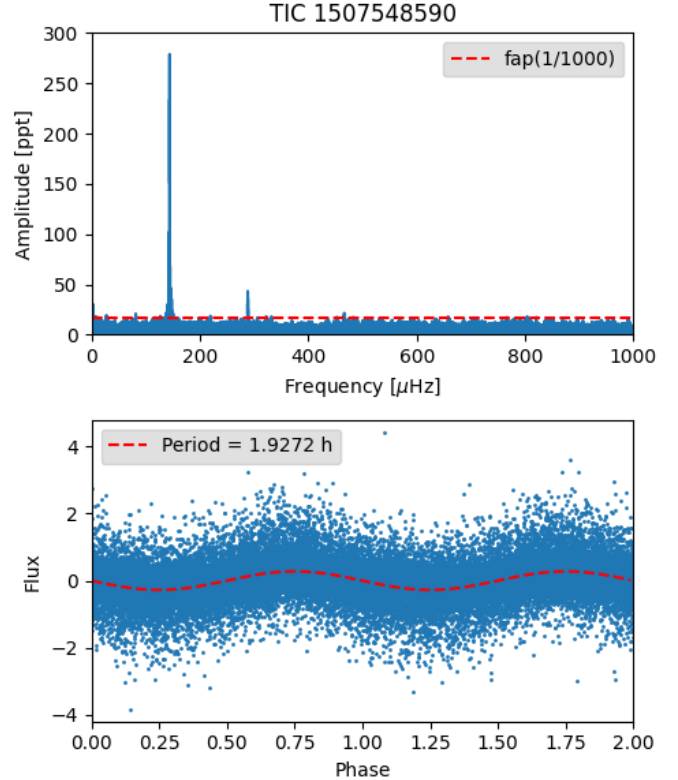 TIC 1507548590
300
250
200
150
100
50
0
Amplitude [ppt]
fap(1/1000)
0 200 400 600 800 1000
Frequency [μHz]
4
2
0
−2
−4
Flux
Period = 1.9272 h
0.00 0.25 0.50 0.75 1.00 1.25 1.50 1.75 2.00
Phase